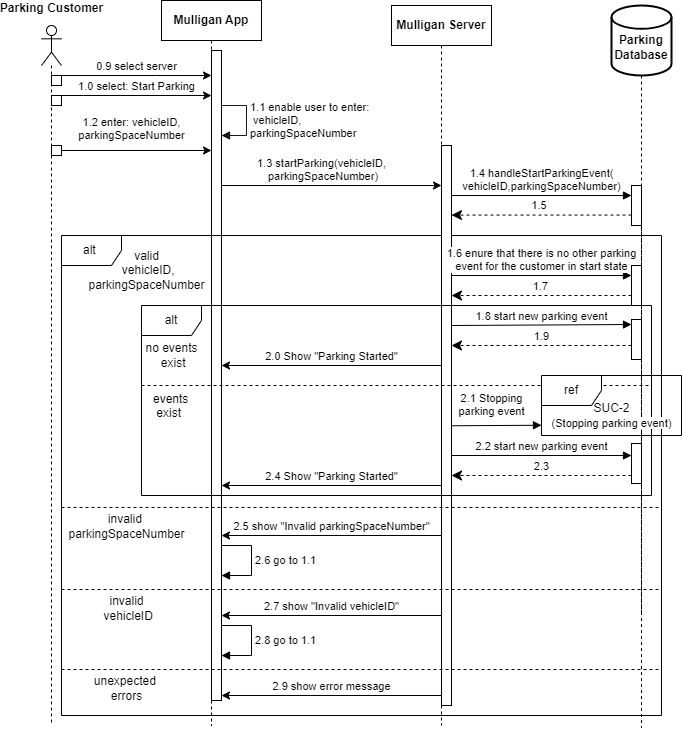 Parking Customer
Mulligan App
Mulligan Server
Parking
Database
0.9 select server
1.0 select: Start Parking
1.1 enable user to enter:
vehicleID,
parkingSpaceNumber
1.2 enter: vehicleID,
parkingSpaceNumber
1.3 startParking(vehicleID,
parkingSpaceNumber)
1.4 handleStartParkingEvent(
vehicleID,parkingSpaceNumber)
1.5
alt
valid
vehicleID,
parkingSpaceNumber
1.6 enure that there is no other parking
event for the customer in start state
1.7
alt
no events
exist
1.8 start new parking event
1.9
2.0 Show "Parking Started"
events
exist
2.1 Stopping
parking event
ref
SUC-2
(Stopping parking event)
2.2 start new parking event
2.3
2.4 Show "Parking Started"
invalid
parkingSpaceNumber
2.5 show "Invalid parkingSpaceNumber"
2.6 go to 1.1
invalid
vehicleID
2.7 show "Invalid vehicleID"
2.8 go to 1.1
unexpected
errors
2.9 show error message